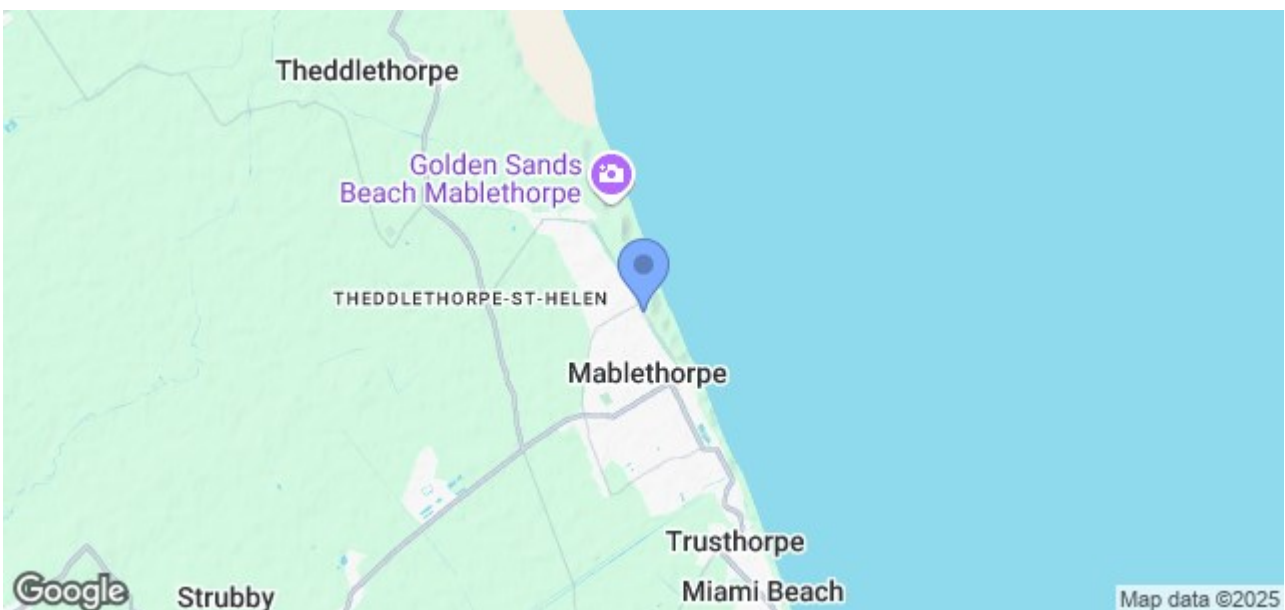 Theddlethorpe
Golden Sands
Beach Mablethorpe
THEDDLETHORPE-ST-HELEN
Mablethorpe
Trusthorpe
Miami Beach
Strubby
Google
Map data ©2025